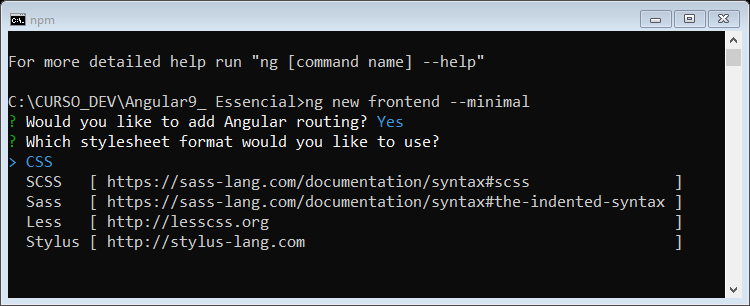 npm
For more detailed help run "ng [command name] --help"
C:\CURSO_DEV\Angular9_ Essencial>ng new frontend --minimal
? Would you like to add Angular routing? Yes
? Which stylesheet format would you like to use?
> CSS
  SCSS   [ https://sass-lang.com/documentation/syntax#scss                ]
  Sass   [ https://sass-lang.com/documentation/syntax#the-indented-syntax ]
  Less   [ http://lesscss.org                                             ]
  Stylus [ http://stylus-lang.com                                         ]